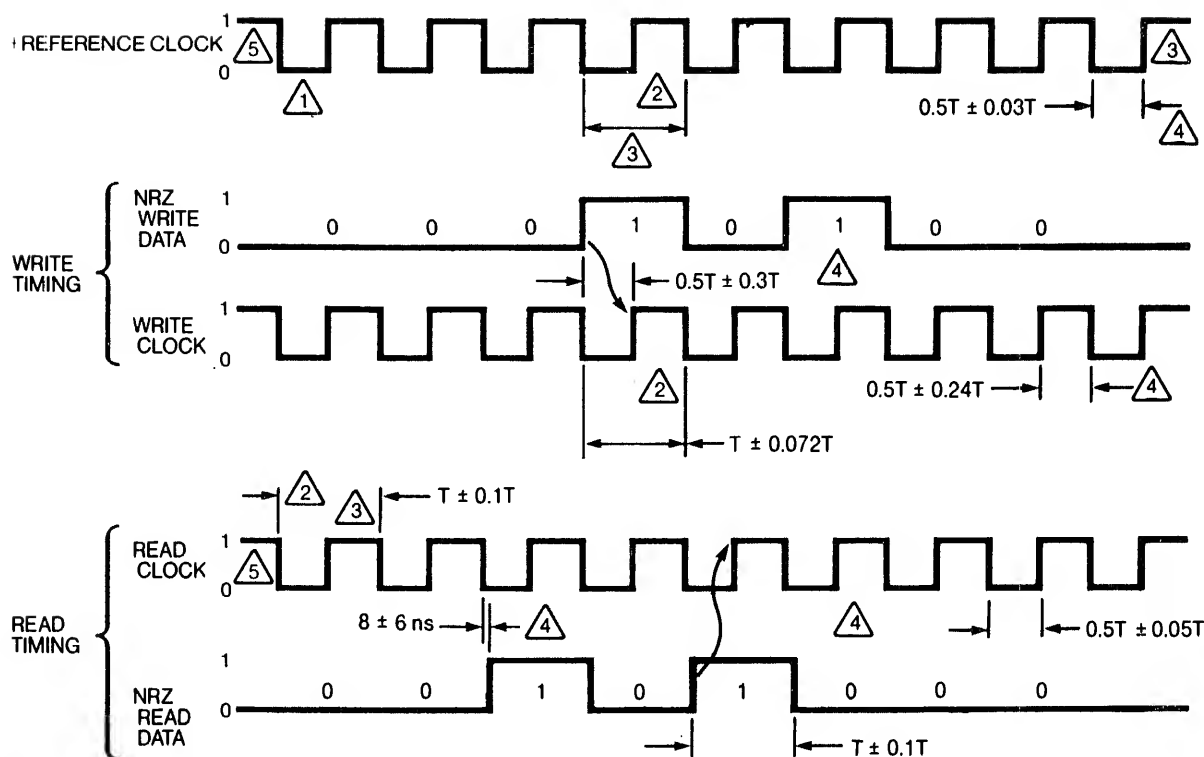 1
REFERENCE CLOCK 5 3
0
1 2 0.5T ± 0.03T
3 4
NRZ 1
WRITE 0 0 0 1 0 1 0 0
DATA 0 4
WRITE
TIMING
0.5T ± 0.3T
WRITE 1
CLOCK 0
2 0.5T ± 0.24T 4
T ± 0.072T
2 3 T ± 0.1T
READ 1
CLOCK 5
0
8 ± 6 ns 4 4 0.5T ± 0.05T
READ
TIMING
1
NRZ 0 0 1 0 1 0 0 0
READ 0
DATA
T ± 0.1T